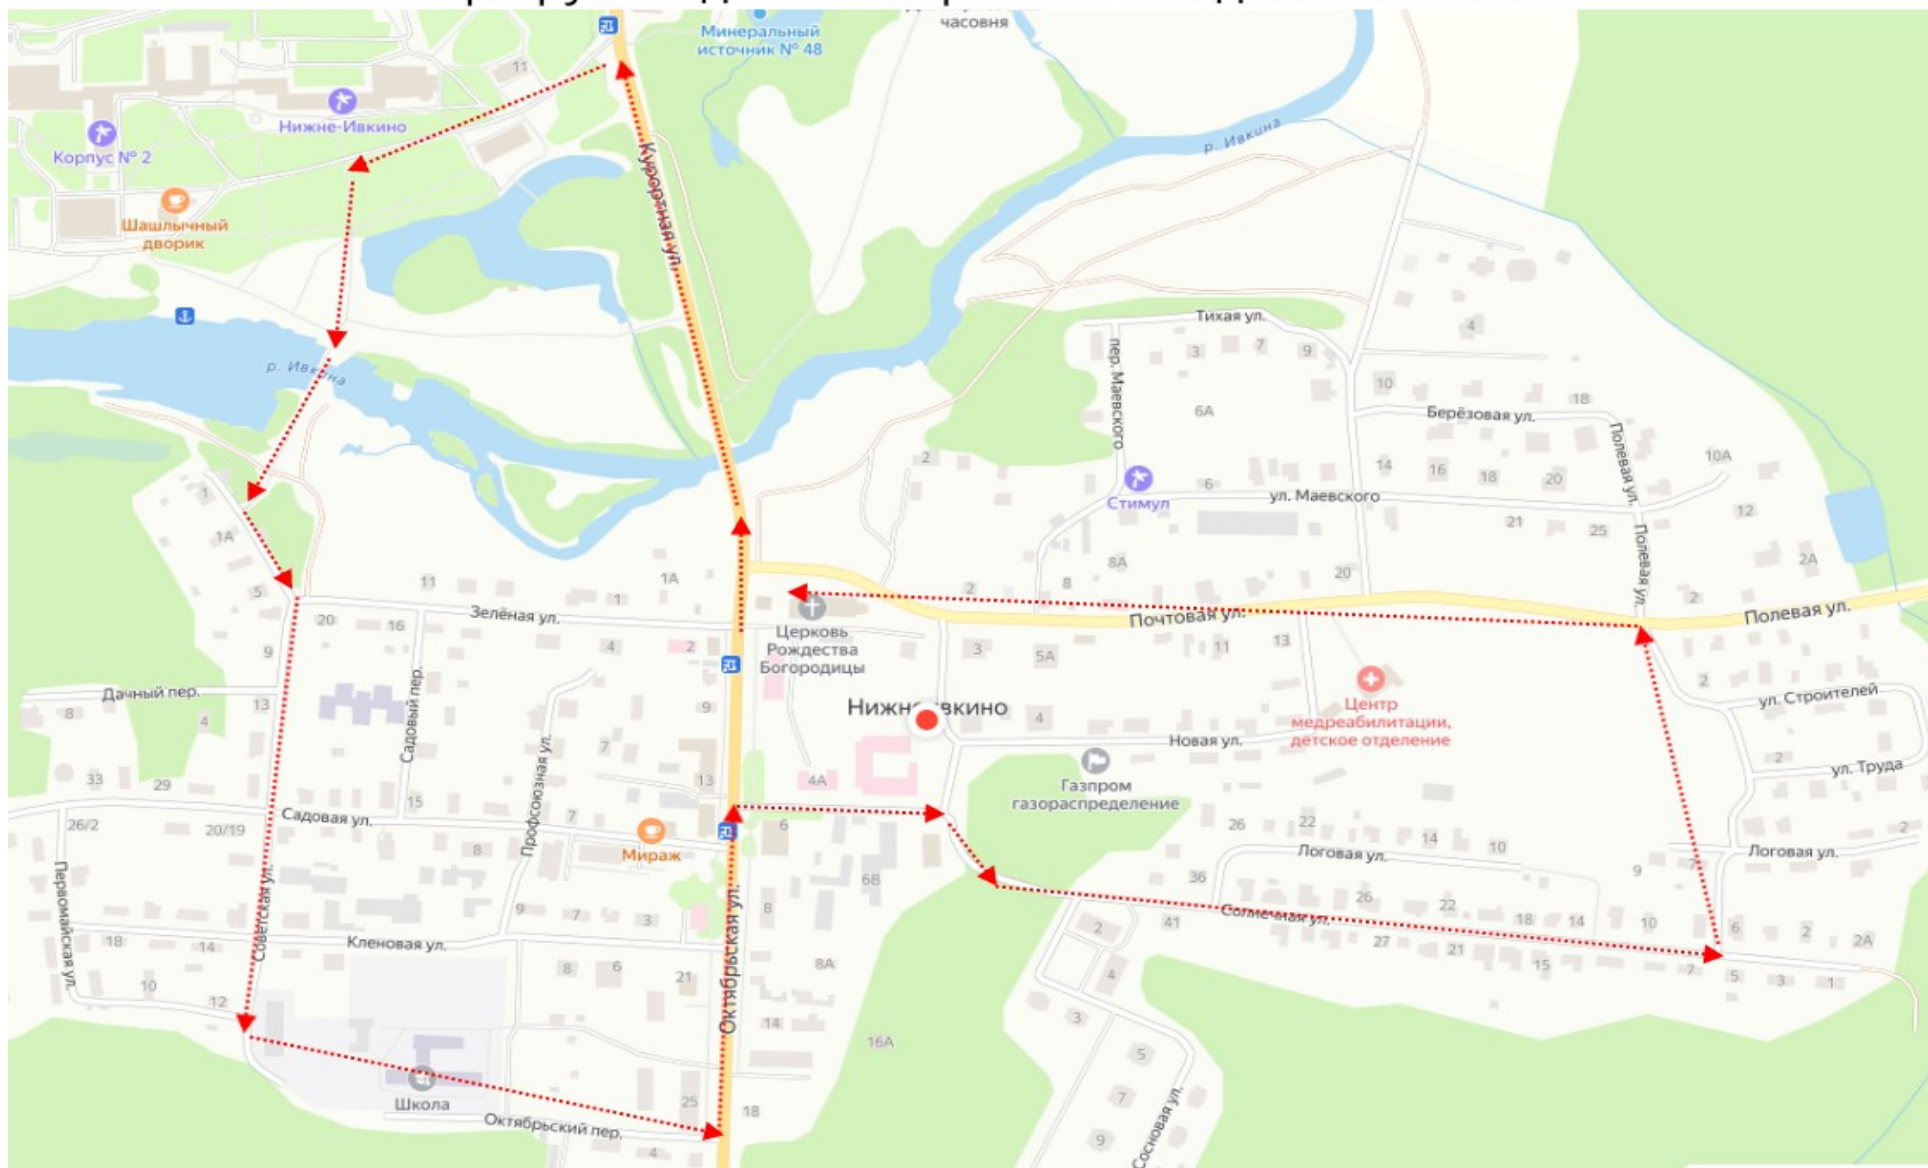 часовня
Минеральный
источник № 48
11
Нижне-Ивкино
Корпус № 2
Шашлычный
дворик
Курортная ул.
р. Ивкина
р. Ивкина
Тихая ул.
пер. Маевского
3
7
9
4
10
18
6А
Берёзовая ул.
Полевая ул.
10А
2
14
16
18
20
6
ул. Маевского
Стимул
12
21
25
Полевая ул.
1
1А
5
11
1А
1
8А
8
2
20
2А
2
Почтовая ул.
Полевая ул.
Зелёная ул.
20
16
4
2
Церковь
Рождества
Богородицы
3
5А
11
13
9
Дачный пер.
8
4
13
Садовый пер.
9
Нижнеивкино
4
Новая ул.
Центр
медреабилитации,
детское отделение
2
ул. Строителей
2
ул. Труда
Газпром
газораспределение
33
29
15
7
Профсоюзная ул.
13
4А
26/2
20/19
Садовая ул.
7
8
Мираж
6
6В
26
22
14
10
Логовая ул.
36
9
7
2
Логовая ул.
Первомайская ул.
Советская ул.
9
7
3
8
Октябрьская ул.
2
41
Солнечная ул.
26
22
18
14
10
6
2
2А
27
21
15
7
5
3
1
18
14
Кленовая ул.
8
6
21
8А
4
10
12
14
16А
3
5
7
9
Сосновая ул.
Школа
25
18
Октябрьский пер.
4